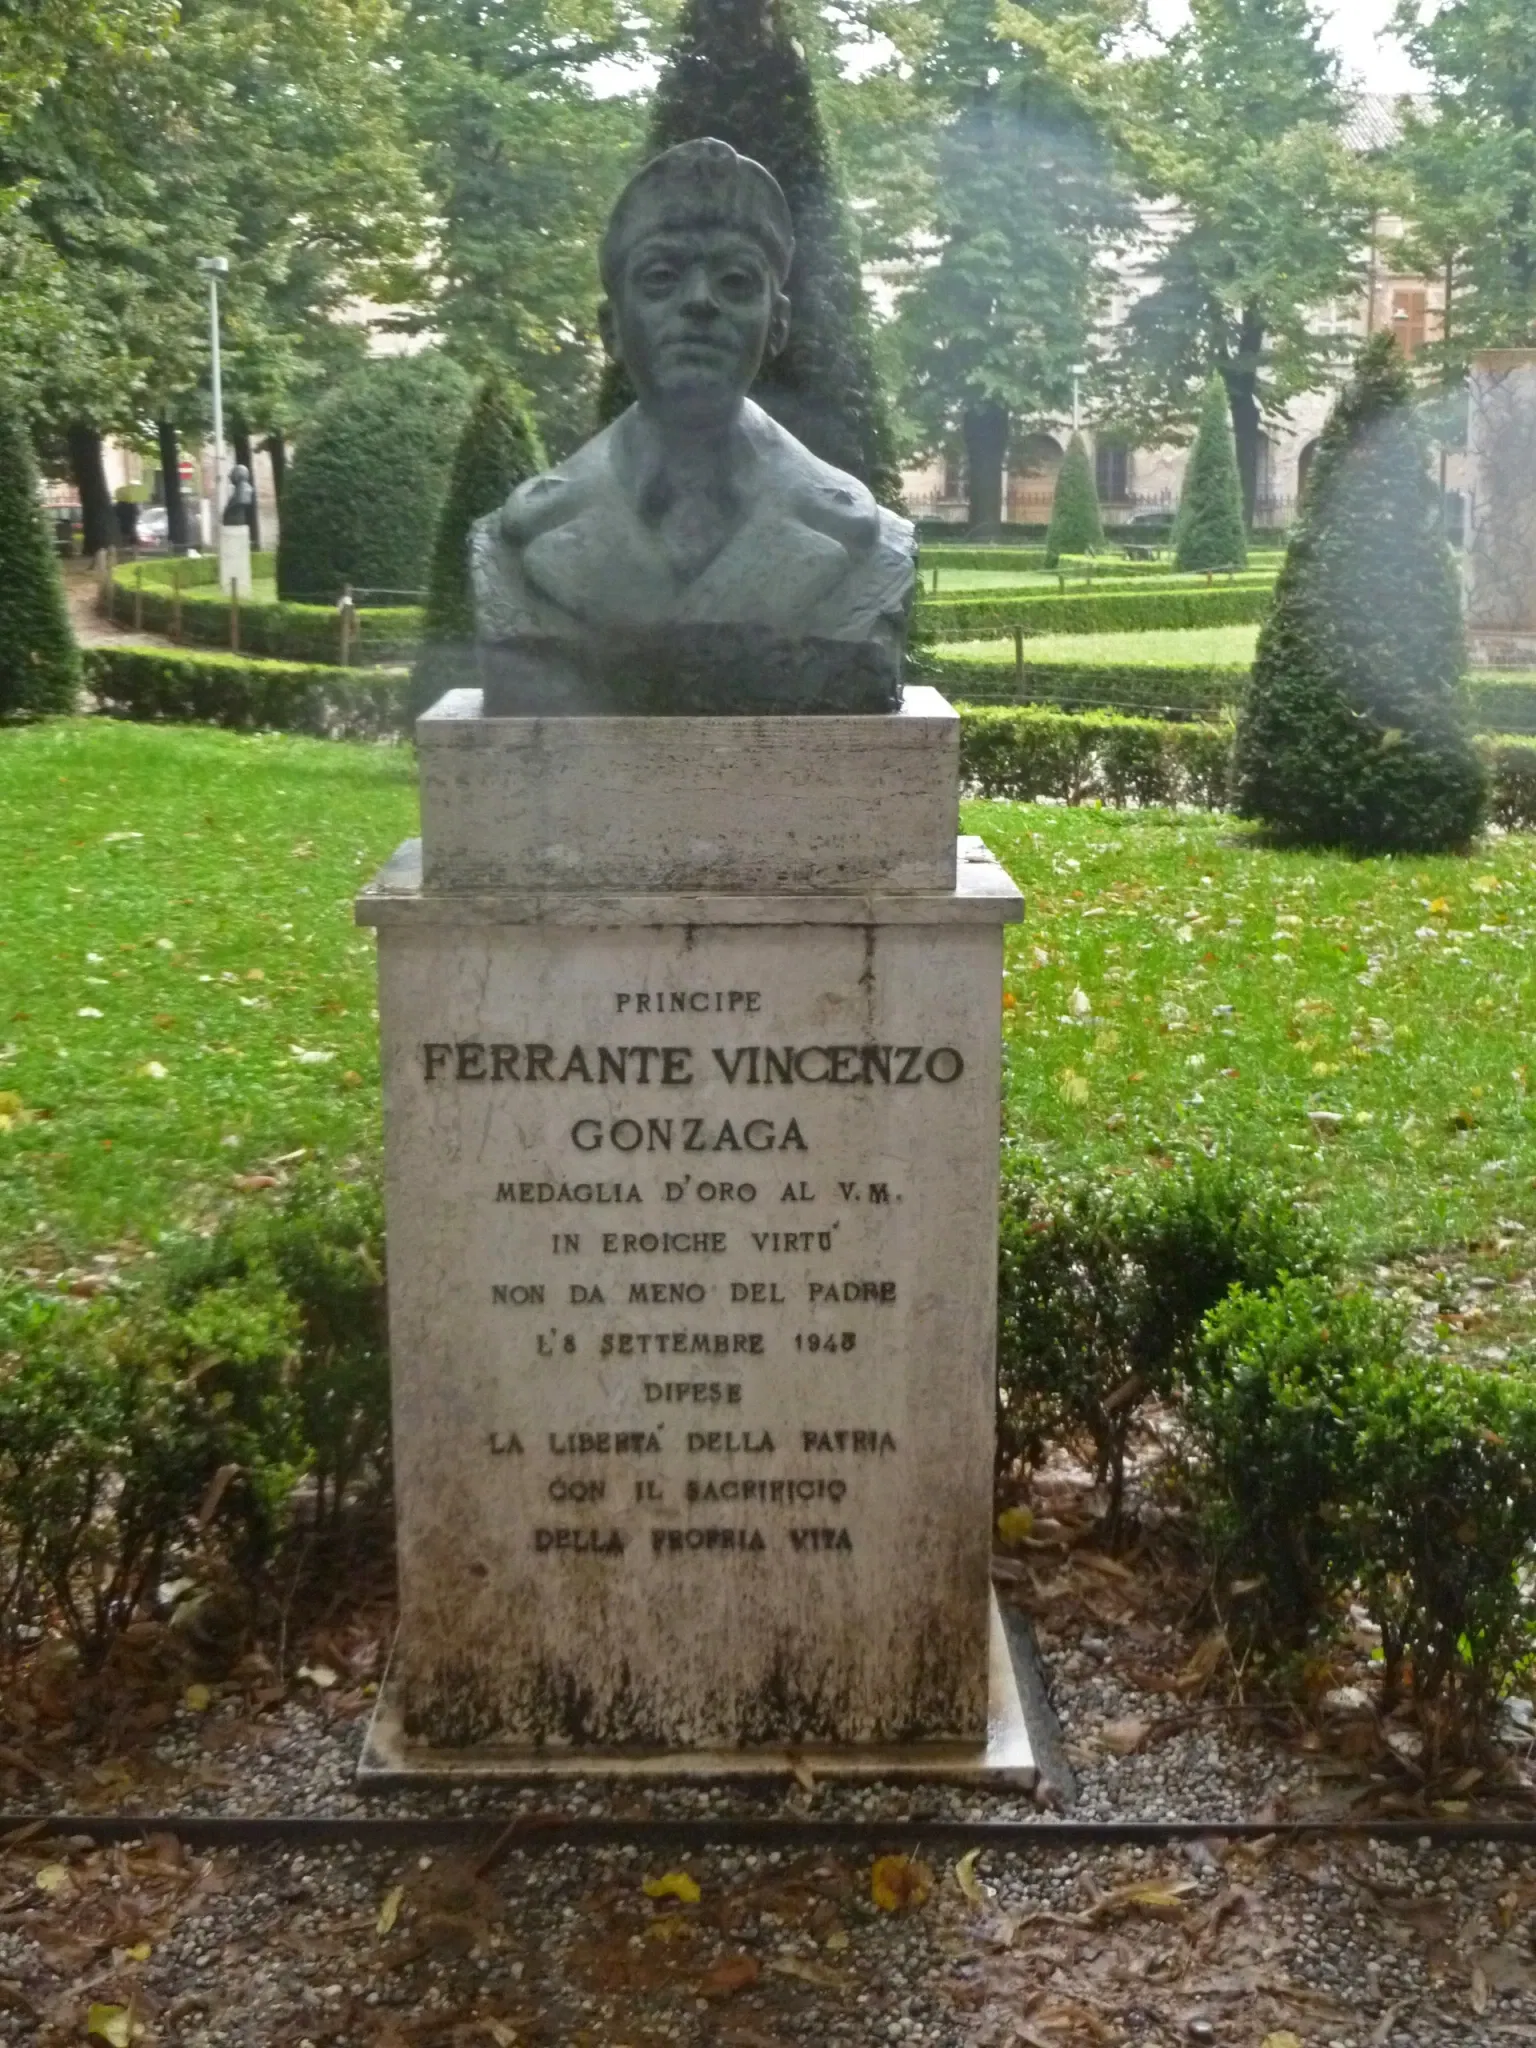 PRINCIPE
FERRANTE VINCENZO
GONZAGA
MEDAGLIA D'ORO AL V.M.
IN EROICHE VIRTU'
NON DA MENO DEL PADRE
L'8 SETTEMBRE 1943
DIFESE
LA LIBERTA' DELLA PATRIA
CON IL SACRIFICIO
DELLA PROPRIA VITA